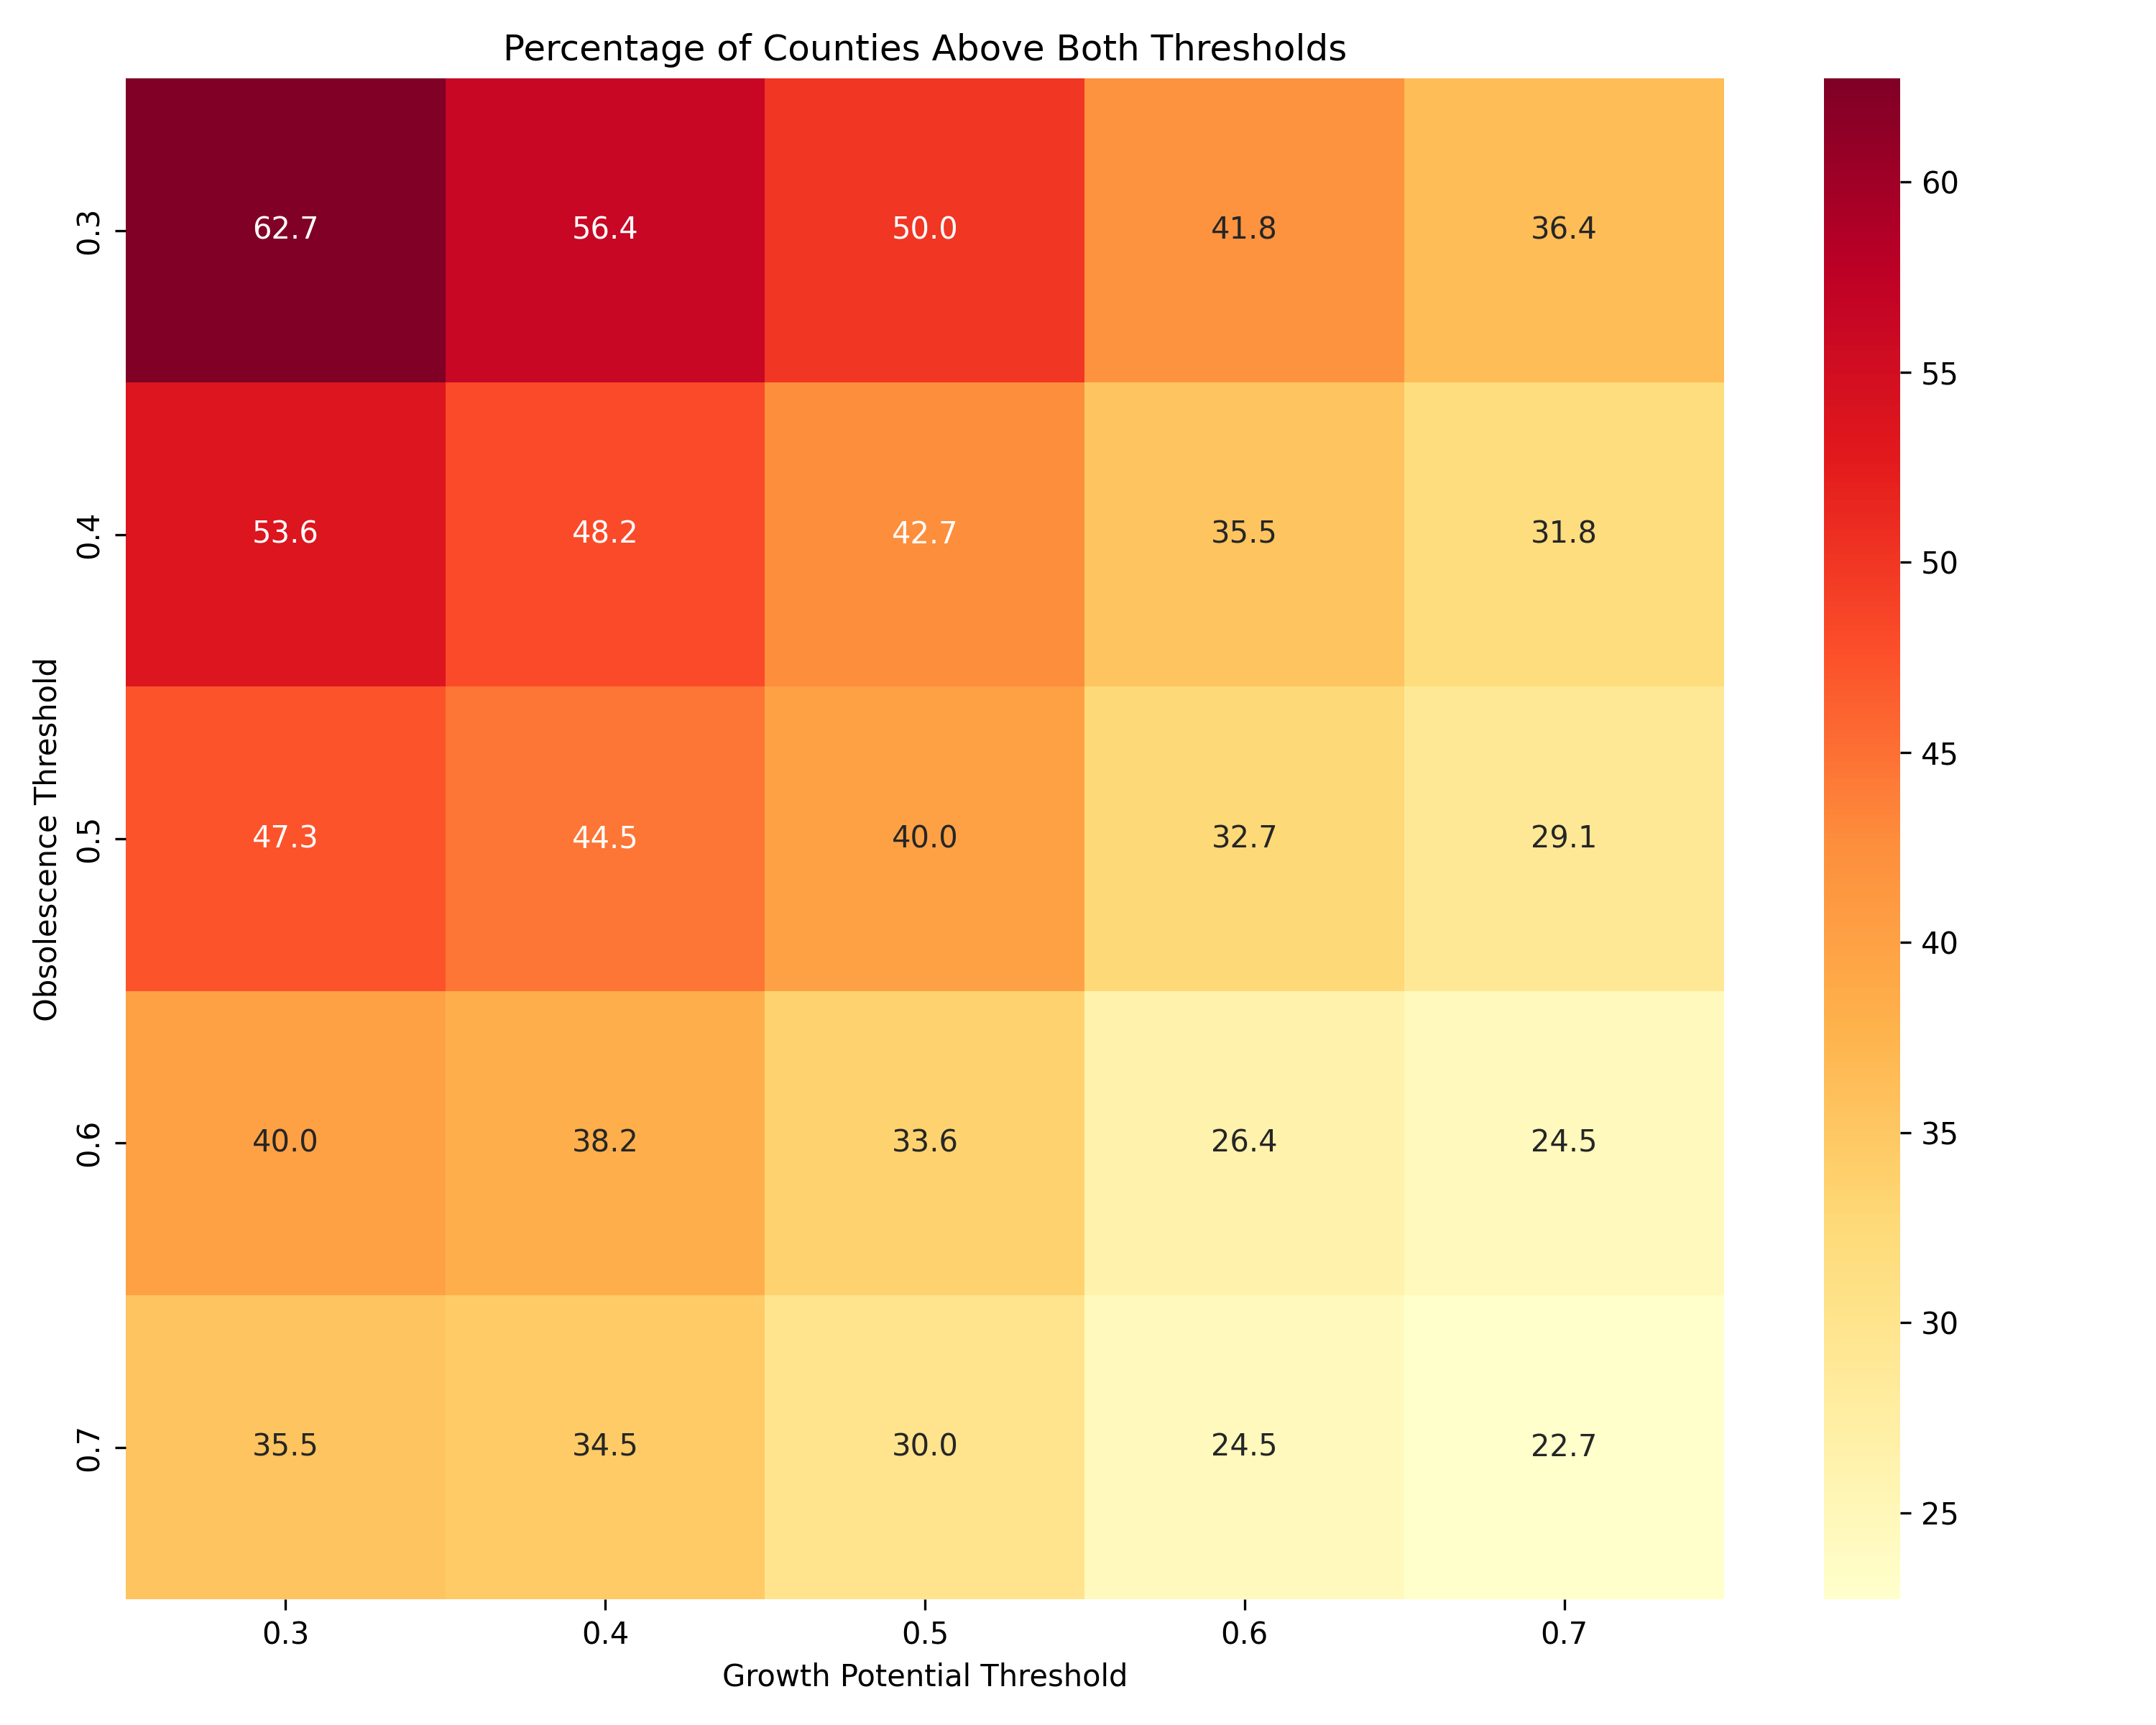 Percentage of Counties Above Both Thresholds
Obsolescence Threshold
0.3 62.7 56.4 50.0 41.8 36.4
0.4 53.6 48.2 42.7 35.5 31.8
0.5 47.3 44.5 40.0 32.7 29.1
0.6 40.0 38.2 33.6 26.4 24.5
0.7 35.5 34.5 30.0 24.5 22.7
0.3 0.4 0.5 0.6 0.7
Growth Potential Threshold
60
55
50
45
40
35
30
25